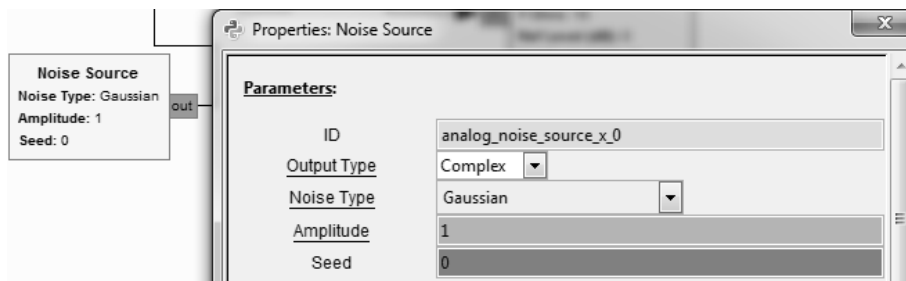 Properties: Noise Source
Noise Source
Noise Type: Gaussian
Amplitude: 1
Seed: 0
out
Parameters:
ID
analog_noise_source_x_0
Output Type
Complex
Noise Type
Gaussian
Amplitude
1
Seed
0